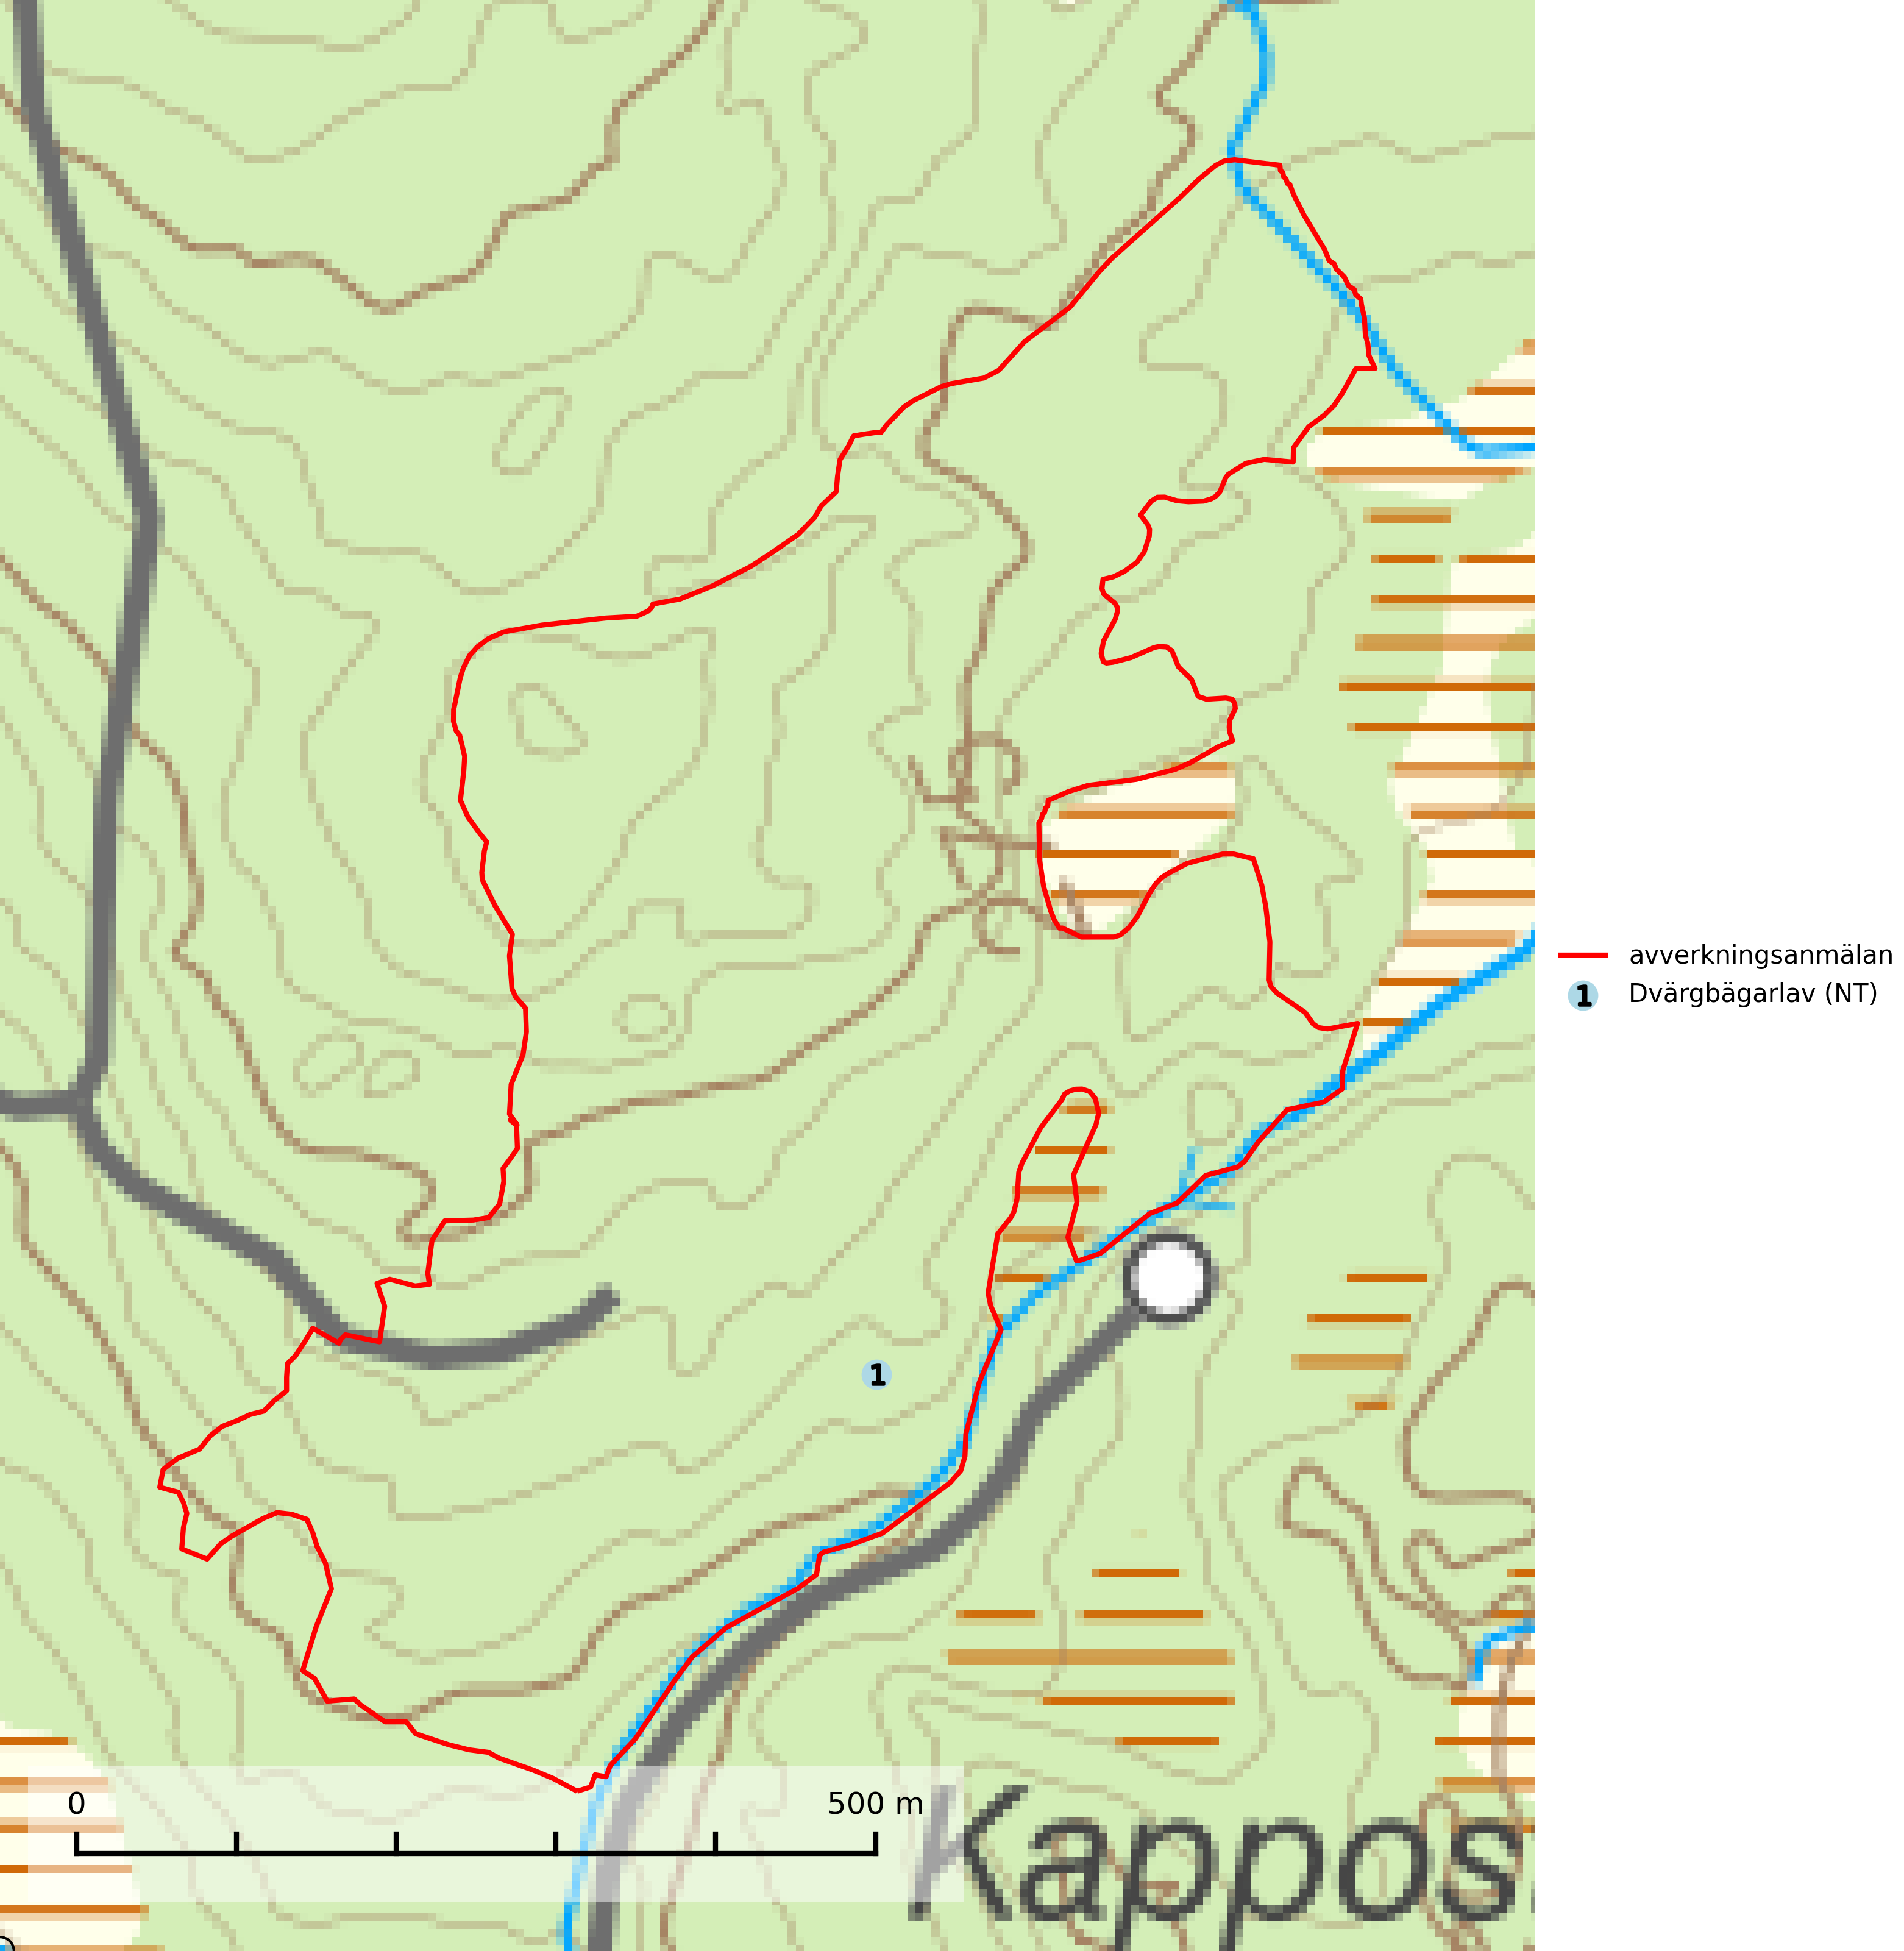 avverkningsanmälan
1 Dvärgbägarlav (NT)
1
0 500 m
Kappos